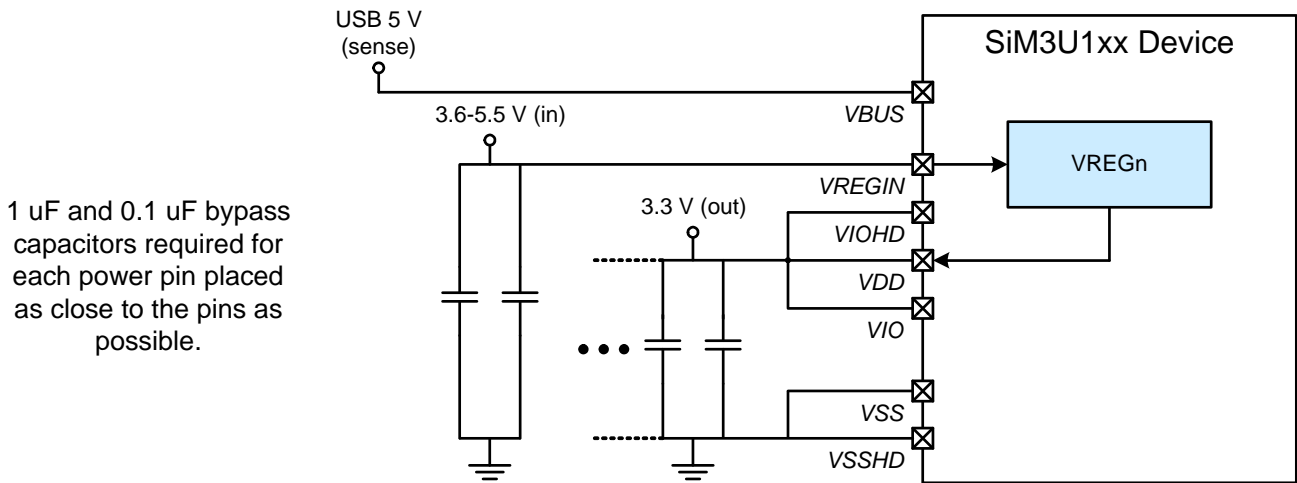 USB 5 V
(sense)
SiM3U1xx Device
VBUS
3.6-5.5 V (in)
VREGn
VREGIN
1 uF and 0.1 uF bypass
capacitors required for
each power pin placed
as close to the pins as
possible.
3.3 V (out)
VIOHD
VDD
VIO
VSS
VSSHD